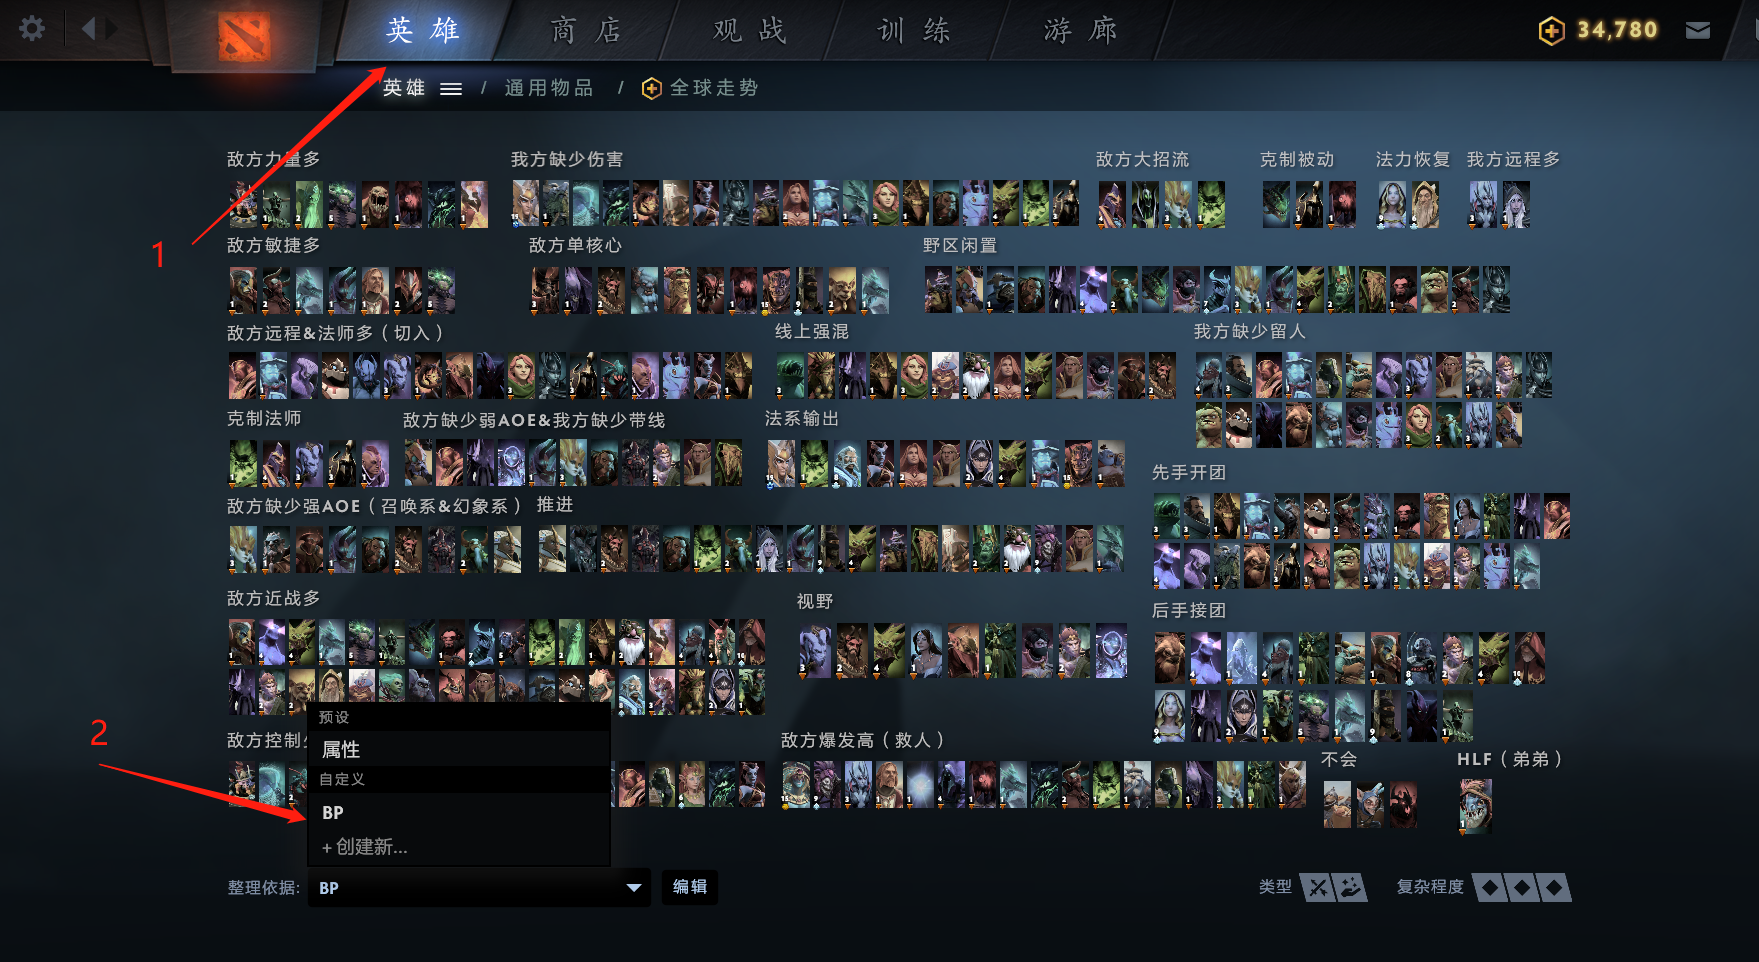 英雄
商店
观战
训练
游廊
34,780
英雄 / 通用物品 / 全球走势
1
敌方力量多
我方缺少伤害
敌方大招流
克制被动
法力恢复
我方远程多
敌方敏捷多
敌方单核心
野区闲置
敌方远程&法师多（切入）
线上强混
我方缺少留人
克制法师
敌方缺少弱AOE&我方缺少带线
法系输出
先手开团
敌方缺少强AOE（召唤系&幻象系）
推进
敌方近战多
视野
后手接团
2
敌方控制
敌方爆发高（救人）
不会
HLF（弟弟）
预设
属性
自定义
BP
+ 创建新...
整理依据:
BP
编辑
类型
复杂程度